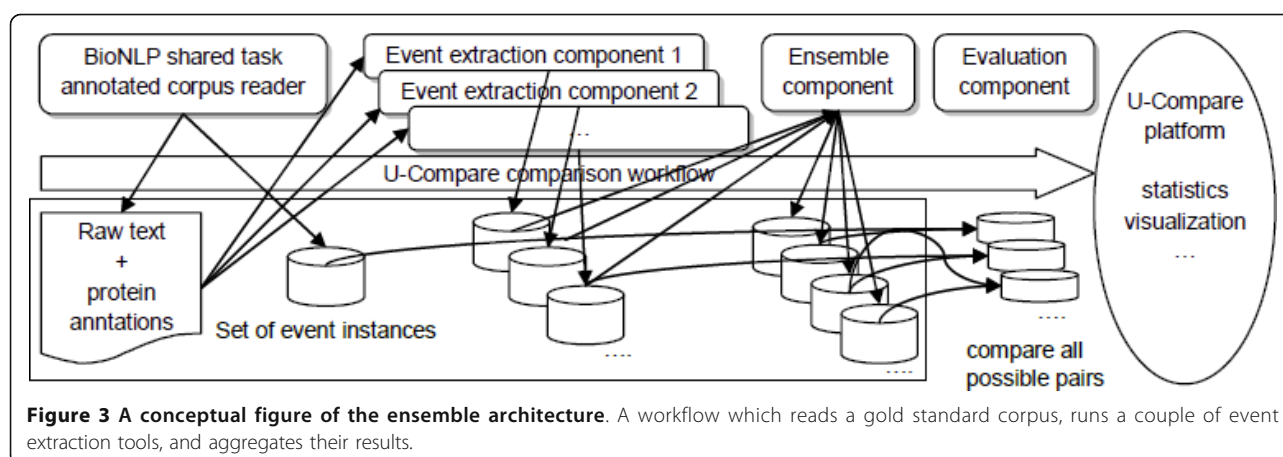 BioNLP shared task
annotated corpus reader
Event extraction component 1
Event extraction component 2
...
Ensemble
component
Evaluation
component
U-Compare
platform
statistics
visualization
...
U-Compare comparison workflow
Raw text
+
protein
anntations
Set of event instances
....
....
....
compare all
possible pairs
Figure 3 A conceptual figure of the ensemble architecture. A workflow which reads a gold standard corpus, runs a couple of event
extraction tools, and aggregates their results.